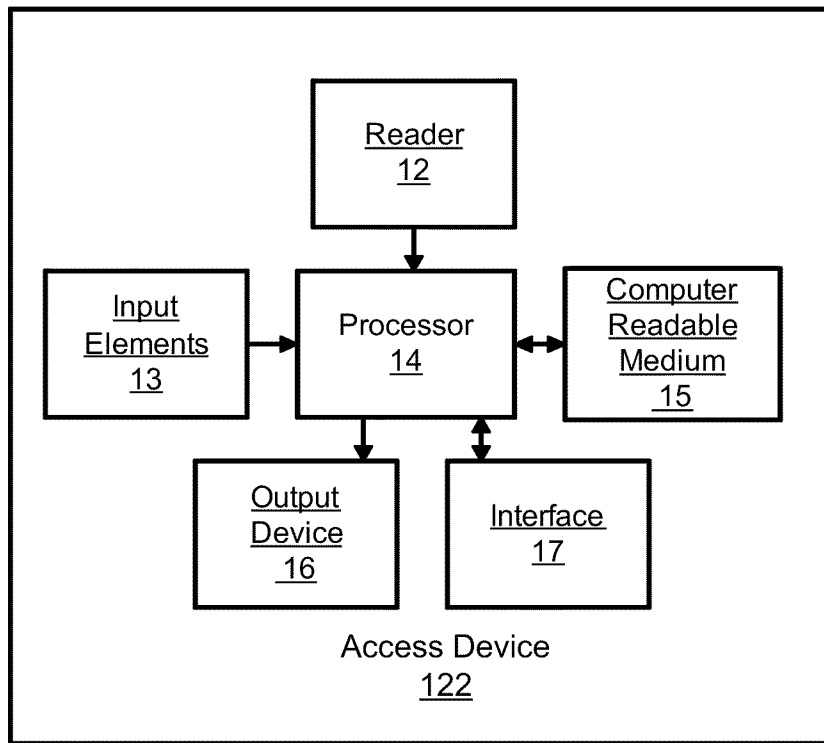 Reader
12
Input
Elements
13
Processor
14
Computer
Readable
Medium
15
Output
Device
16
Interface
17
Access Device
122